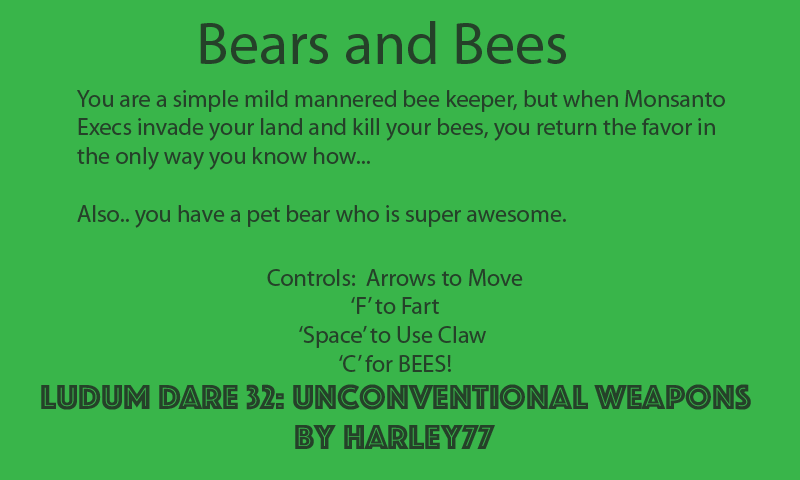 Bears and Bees
You are a simple mild mannered bee keeper, but when Monsanto
Execs invade your land and kill your bees, you return the favor in
the only way you know how...
Also.. you have a pet bear who is super awesome.
Controls:  Arrows to Move
‘F’ to Fart
‘Space’ to Use Claw
‘C’ for BEES!
LUDUM DARE 32: UNCONVENTIONAL WEAPONS
BY HARLEY77